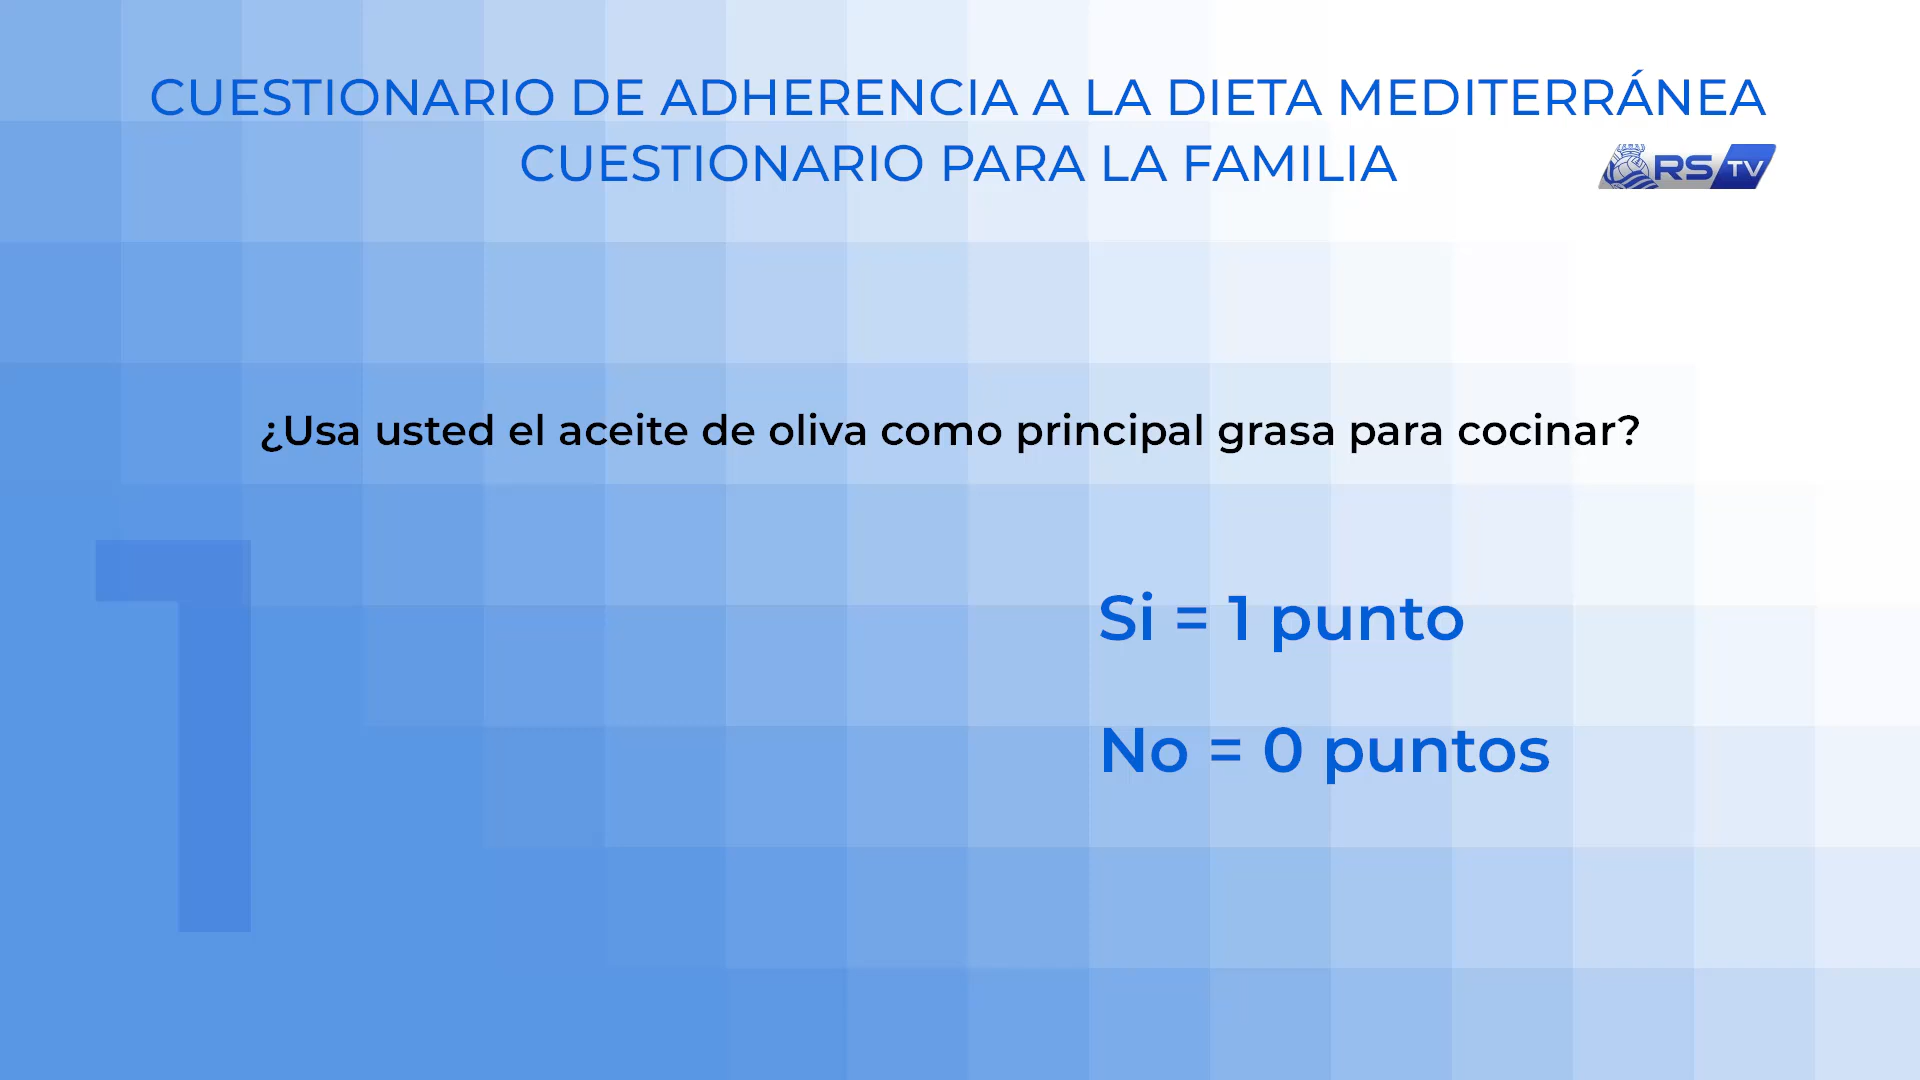 CUESTIONARIO DE ADHERENCIA A LA DIETA MEDITERRÁNEA
CUESTIONARIO PARA LA FAMILIA
RS TV
¿Usa usted el aceite de oliva como principal grasa para cocinar?
1
Si = 1 punto
No = 0 puntos